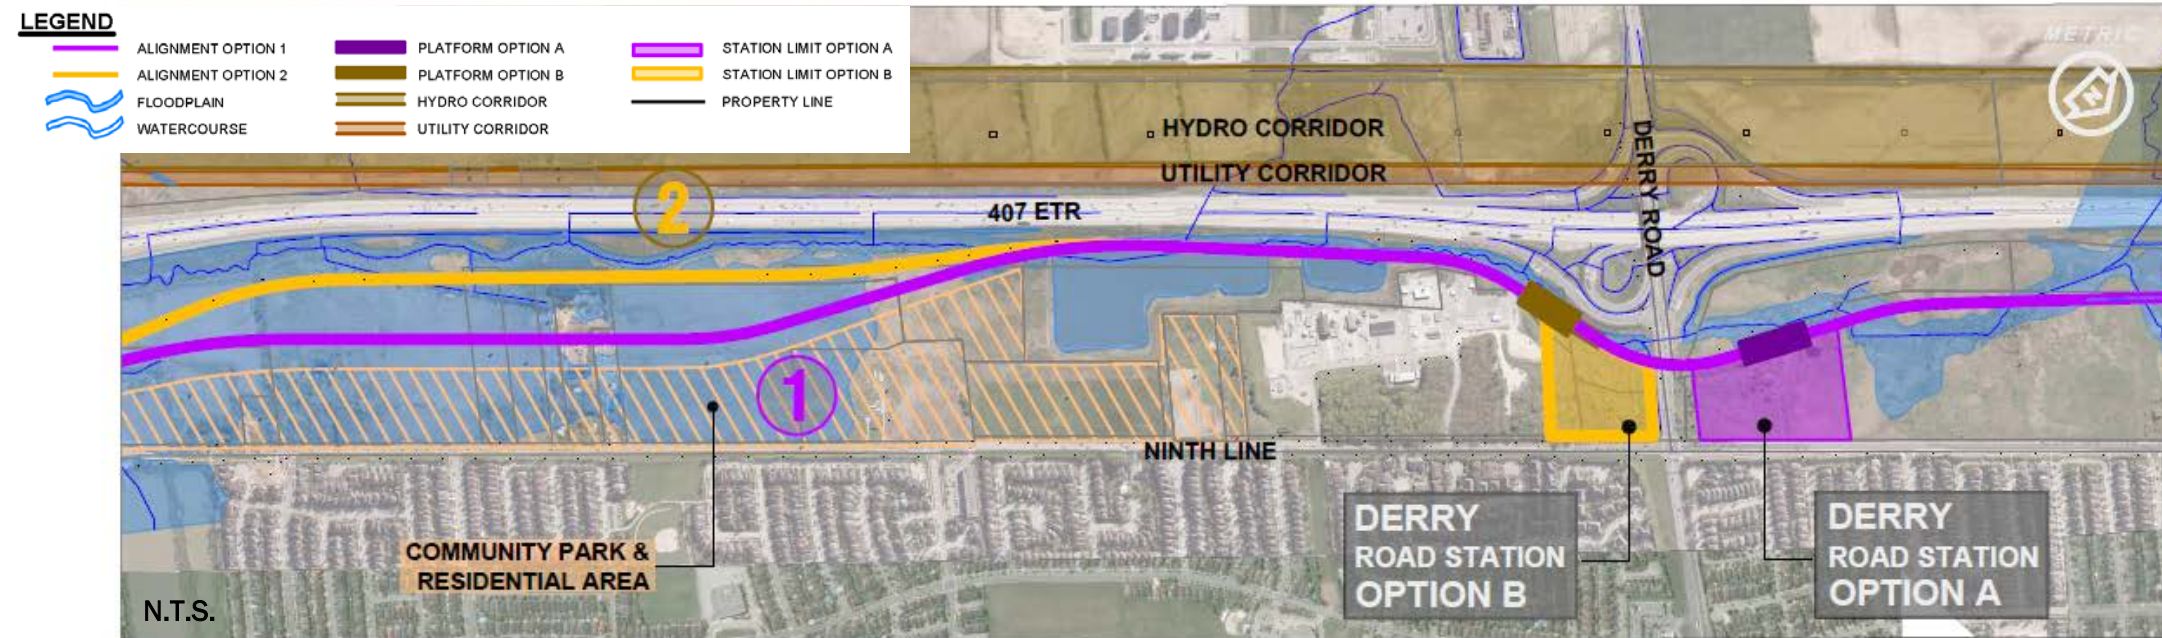 LEGEND
ALIGNMENT OPTION 1
ALIGNMENT OPTION 2
FLOODPLAIN
WATERCOURSE
PLATFORM OPTION A
PLATFORM OPTION B
HYDRO CORRIDOR
UTILITY CORRIDOR
STATION LIMIT OPTION A
STATION LIMIT OPTION B
PROPERTY LINE
METRIC
N
HYDRO CORRIDOR
UTILITY CORRIDOR
DERRY ROAD
2
407 ETR
1
NINTH LINE
COMMUNITY PARK &
RESIDENTIAL AREA
DERRY
ROAD STATION
OPTION B
DERRY
ROAD STATION
OPTION A
N.T.S.